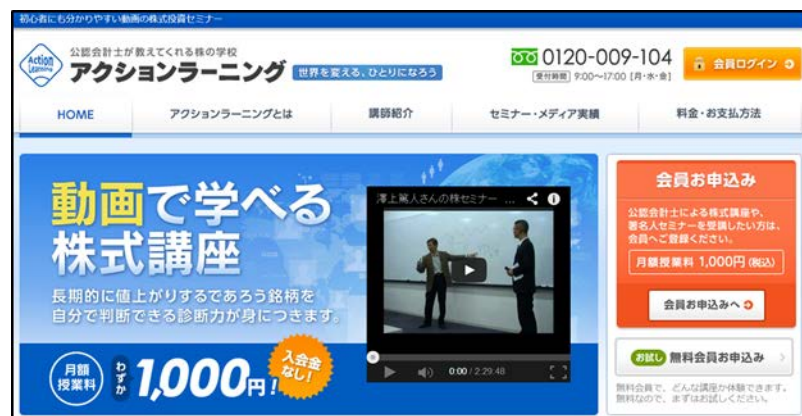 初心者にも分かりやすい動画の株式投資セミナー
Action Learning
公認会計士が教えてくれる株の学校
アクションラーニング
世界を変える、ひとりになろう
0120-009-104
受付時間 9:00〜17:00 [月・水・金]
会員ログイン
HOME
アクションラーニングとは
講師紹介
セミナー・メディア実績
料金・お支払方法
動画で学べる
株式講座
長期的に値上がりするであろう銘柄を
自分で判断できる診断力が身につきます。
月額
授業料
わずか
1,000円!
入会金
なし!
澤上篤人さんの株セミナー ...
0:00 / 2:29:48
会員お申込み
公認会計士による株式講座や、
著名人セミナーを受講したい方は、
会員へご登録ください。
月額授業料 1,000円(税込)
会員お申込みへ
お試し 無料会員お申込み
無料会員で、どんな講座か体験できます。
無料なので、まずはお試しください。